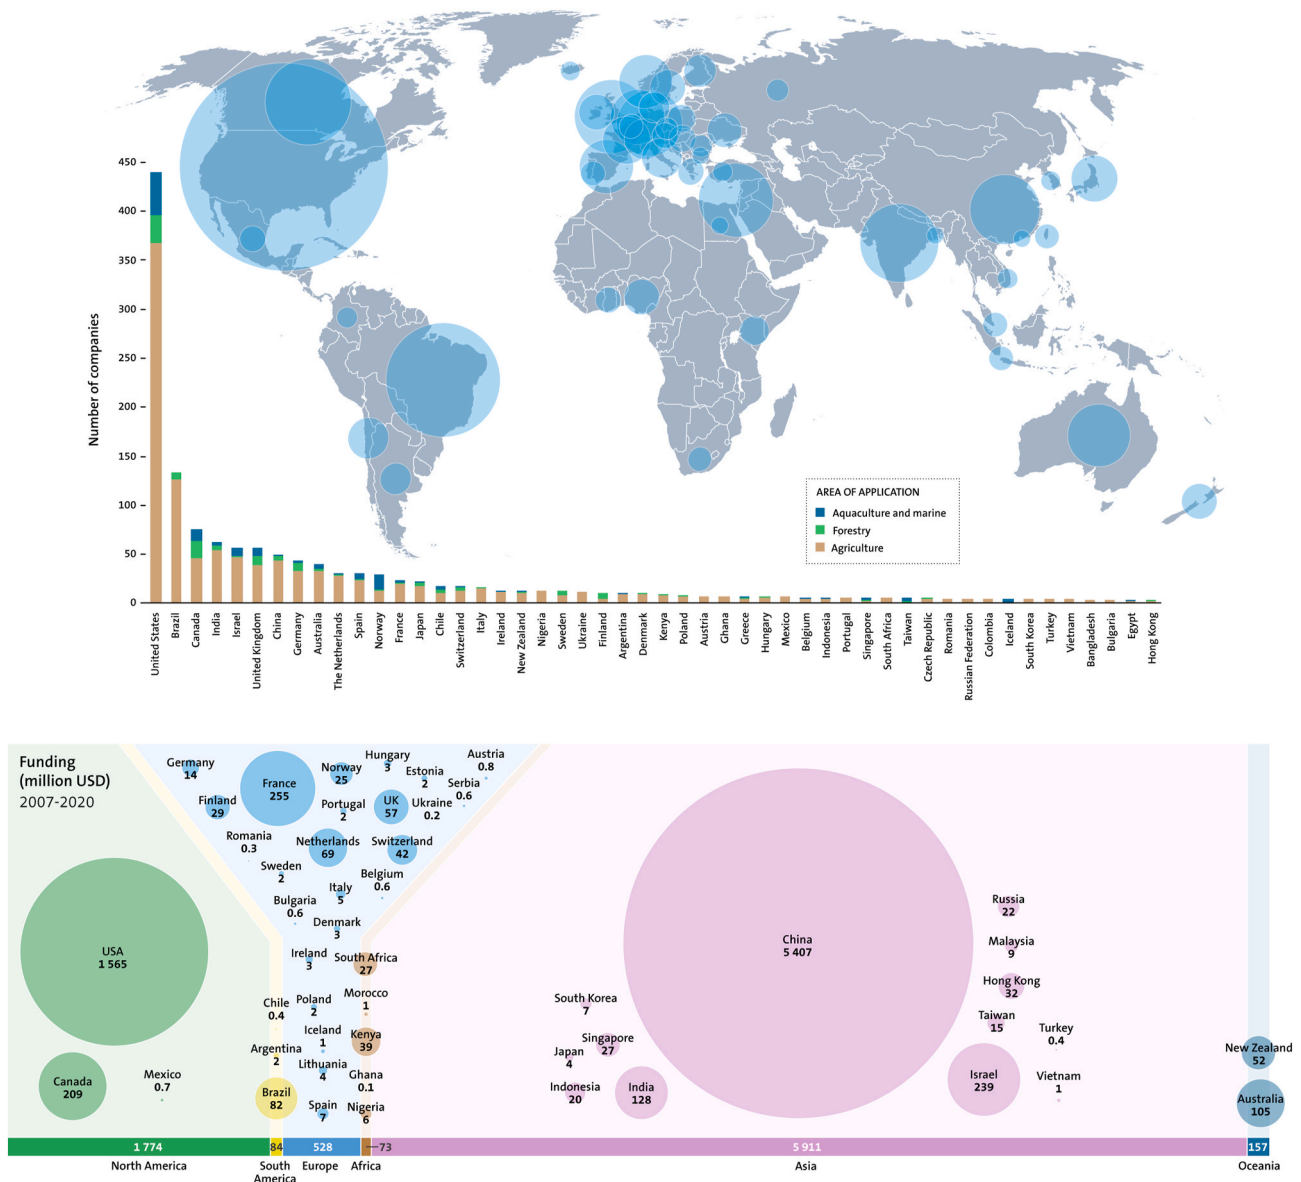 Number of companies
450
400
350
300
250
200
150
100
50
0
AREA OF APPLICATION
Aquaculture and marine
Forestry
Agriculture
United States
Brazil
Canada
India
Israel
United Kingdom
China
Germany
Australia
The Netherlands
Spain
Norway
France
Japan
Chile
Switzerland
Italy
Ireland
New Zealand
Nigeria
Sweden
Ukraine
Finland
Argentina
Denmark
Kenya
Poland
Austria
Ghana
Greece
Hungary
Mexico
Belgium
Indonesia
Portugal
Singapore
South Africa
Taiwan
Czech Republic
Romania
Russian Federation
Colombia
Iceland
South Korea
Turkey
Vietnam
Bangladesh
Bulgaria
Egypt
Hong Kong
Funding
(million USD)
2007-2020
USA
1 565
Canada
209
Mexico
0.7
Germany
14
Finland
29
France
255
Norway
25
Hungary
3
Estonia
2
Austria
0.8
Serbia
0.6
Portugal
2
UK
57
Ukraine
0.2
Romania
0.3
Netherlands
69
Switzerland
42
Sweden
2
Italy
5
Belgium
0.6
Bulgaria
0.6
Denmark
3
Ireland
3
South Africa
27
Chile
0.4
Poland
2
Morocco
1
Iceland
1
Kenya
39
Argentina
2
Lithuania
4
Ghana
0.1
Brazil
82
Spain
7
Nigeria
6
China
5 407
South Korea
7
Singapore
27
Japan
4
Indonesia
20
India
128
Russia
22
Malaysia
9
Hong Kong
32
Taiwan
15
Turkey
0.4
Israel
239
Vietnam
1
New Zealand
52
Australia
105
1 774
84
528
73
5 911
157
North America
South
America
Europe
Africa
Asia
Oceania